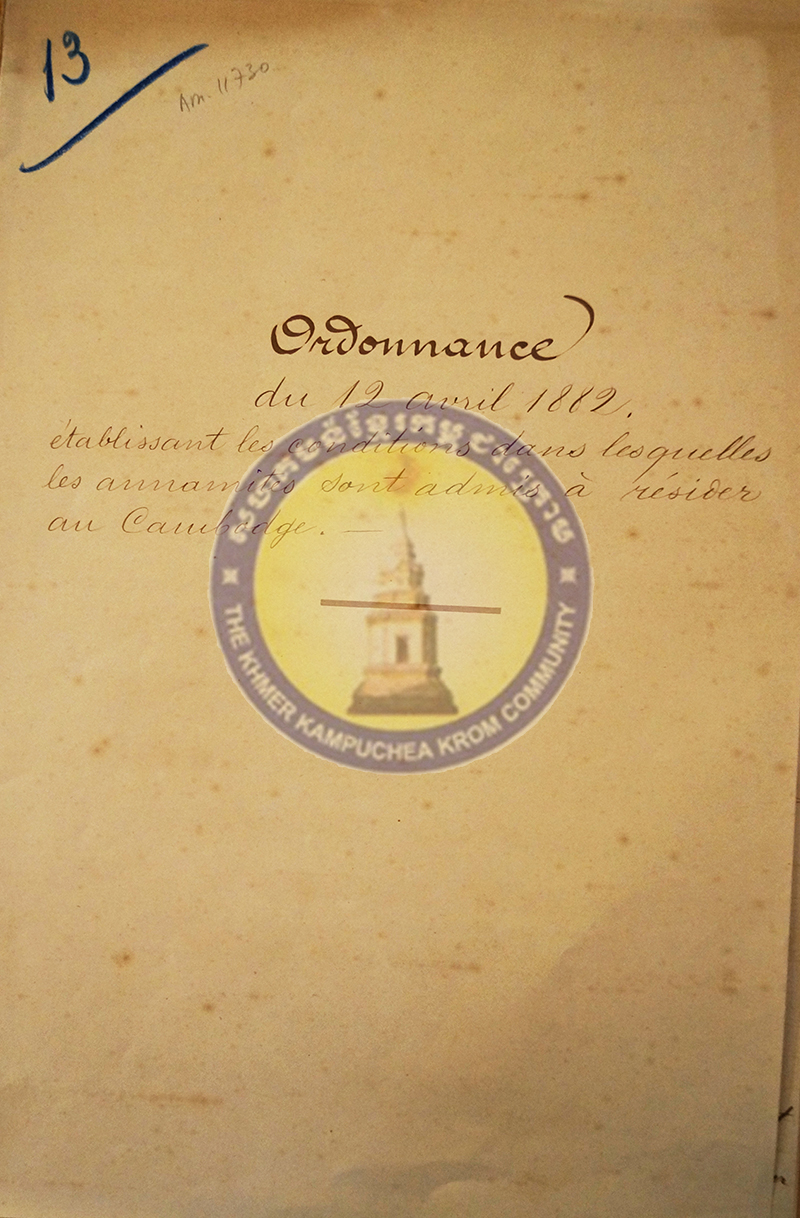 13
Am. 11730
Ordonnance
du 12 avril 1882.
établissant les conditions dans lesquelles
les annamites sont admis à résider
au Cambodge. —
THE KHMER KAMPUCHEA KROM COMMUNITY